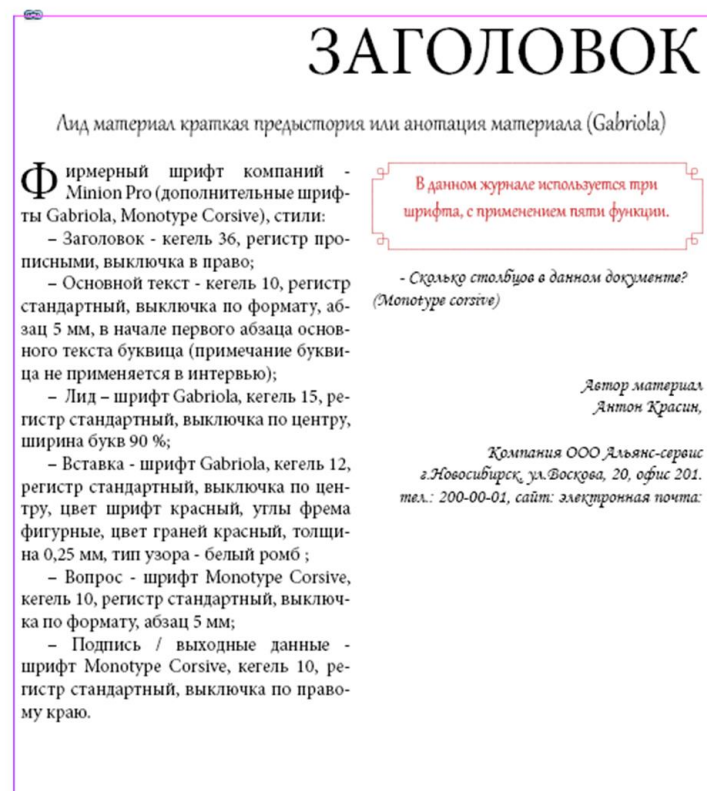 ЗАГОЛОВОК
Лид материал краткая предыстория или анотация материала (Gabriola)
Фирмерный шрифт компаний -
Minion Pro (дополнительные шриф-
ты Gabriola, Monotype Corsive), стили:
– Заголовок - кегель 36, регистр про-
писными, выключка в право;
– Основной текст - кегель 10, регистр
стандартный, выключка по формату, аб-
зац 5 мм, в начале первого абзаца основ-
ного текста буквица (примечание букви-
ца не применяется в интервью);
– Лид – шрифт Gabriola, кегель 15, ре-
гистр стандартный, выключка по центру,
ширина букв 90 %;
– Вставка - шрифт Gabriola, кегель 12,
регистр стандартный, выключка по цен-
тру, цвет шрифт красный, углы фрема
фигурные, цвет граней красный, толщи-
на 0,25 мм, тип узора - белый ромб ;
– Вопрос - шрифт Monotype Corsive,
кегель 10, регистр стандартный, выключ-
ка по формату, абзац 5 мм;
– Подпись / выходные данные -
шрифт Monotype Corsive, кегель 10, ре-
гистр стандартный, выключка по право-
му краю.
В данном журнале используется три
шрифта, с применением пяти функции.
- Сколько столбцов в данном документе?
(Monotype corsive)
Автор материал
Антон Красин,
Компания ООО Альянс-сервис
г.Новосибирск, ул.Воскова, 20, офис 201.
тел.: 200-00-01, сайт: электронная почта: